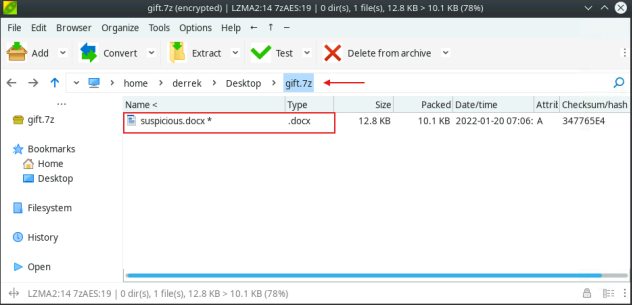 gift.7z (encrypted) | LZMA2:14 7zAES:19 | 0 dir(s), 1 file(s), 12.8 KB > 10.1 KB (78%)
File Edit Browser Organize Tools Options Help
Add Convert Extract Test Delete from archive
home derrek Desktop gift.7z
... Name < Type Size Packed Date/time Attrib Checksum/hash
gift.7z suspicious.docx * .docx 12.8 KB 10.1 KB 2022-01-20 07:06: A 347765E4
Bookmarks
Home
Desktop
Filesystem
History
Open
LZMA2:14 7zAES:19 | 0 dir(s), 1 file(s), 12.8 KB > 10.1 KB (78%)